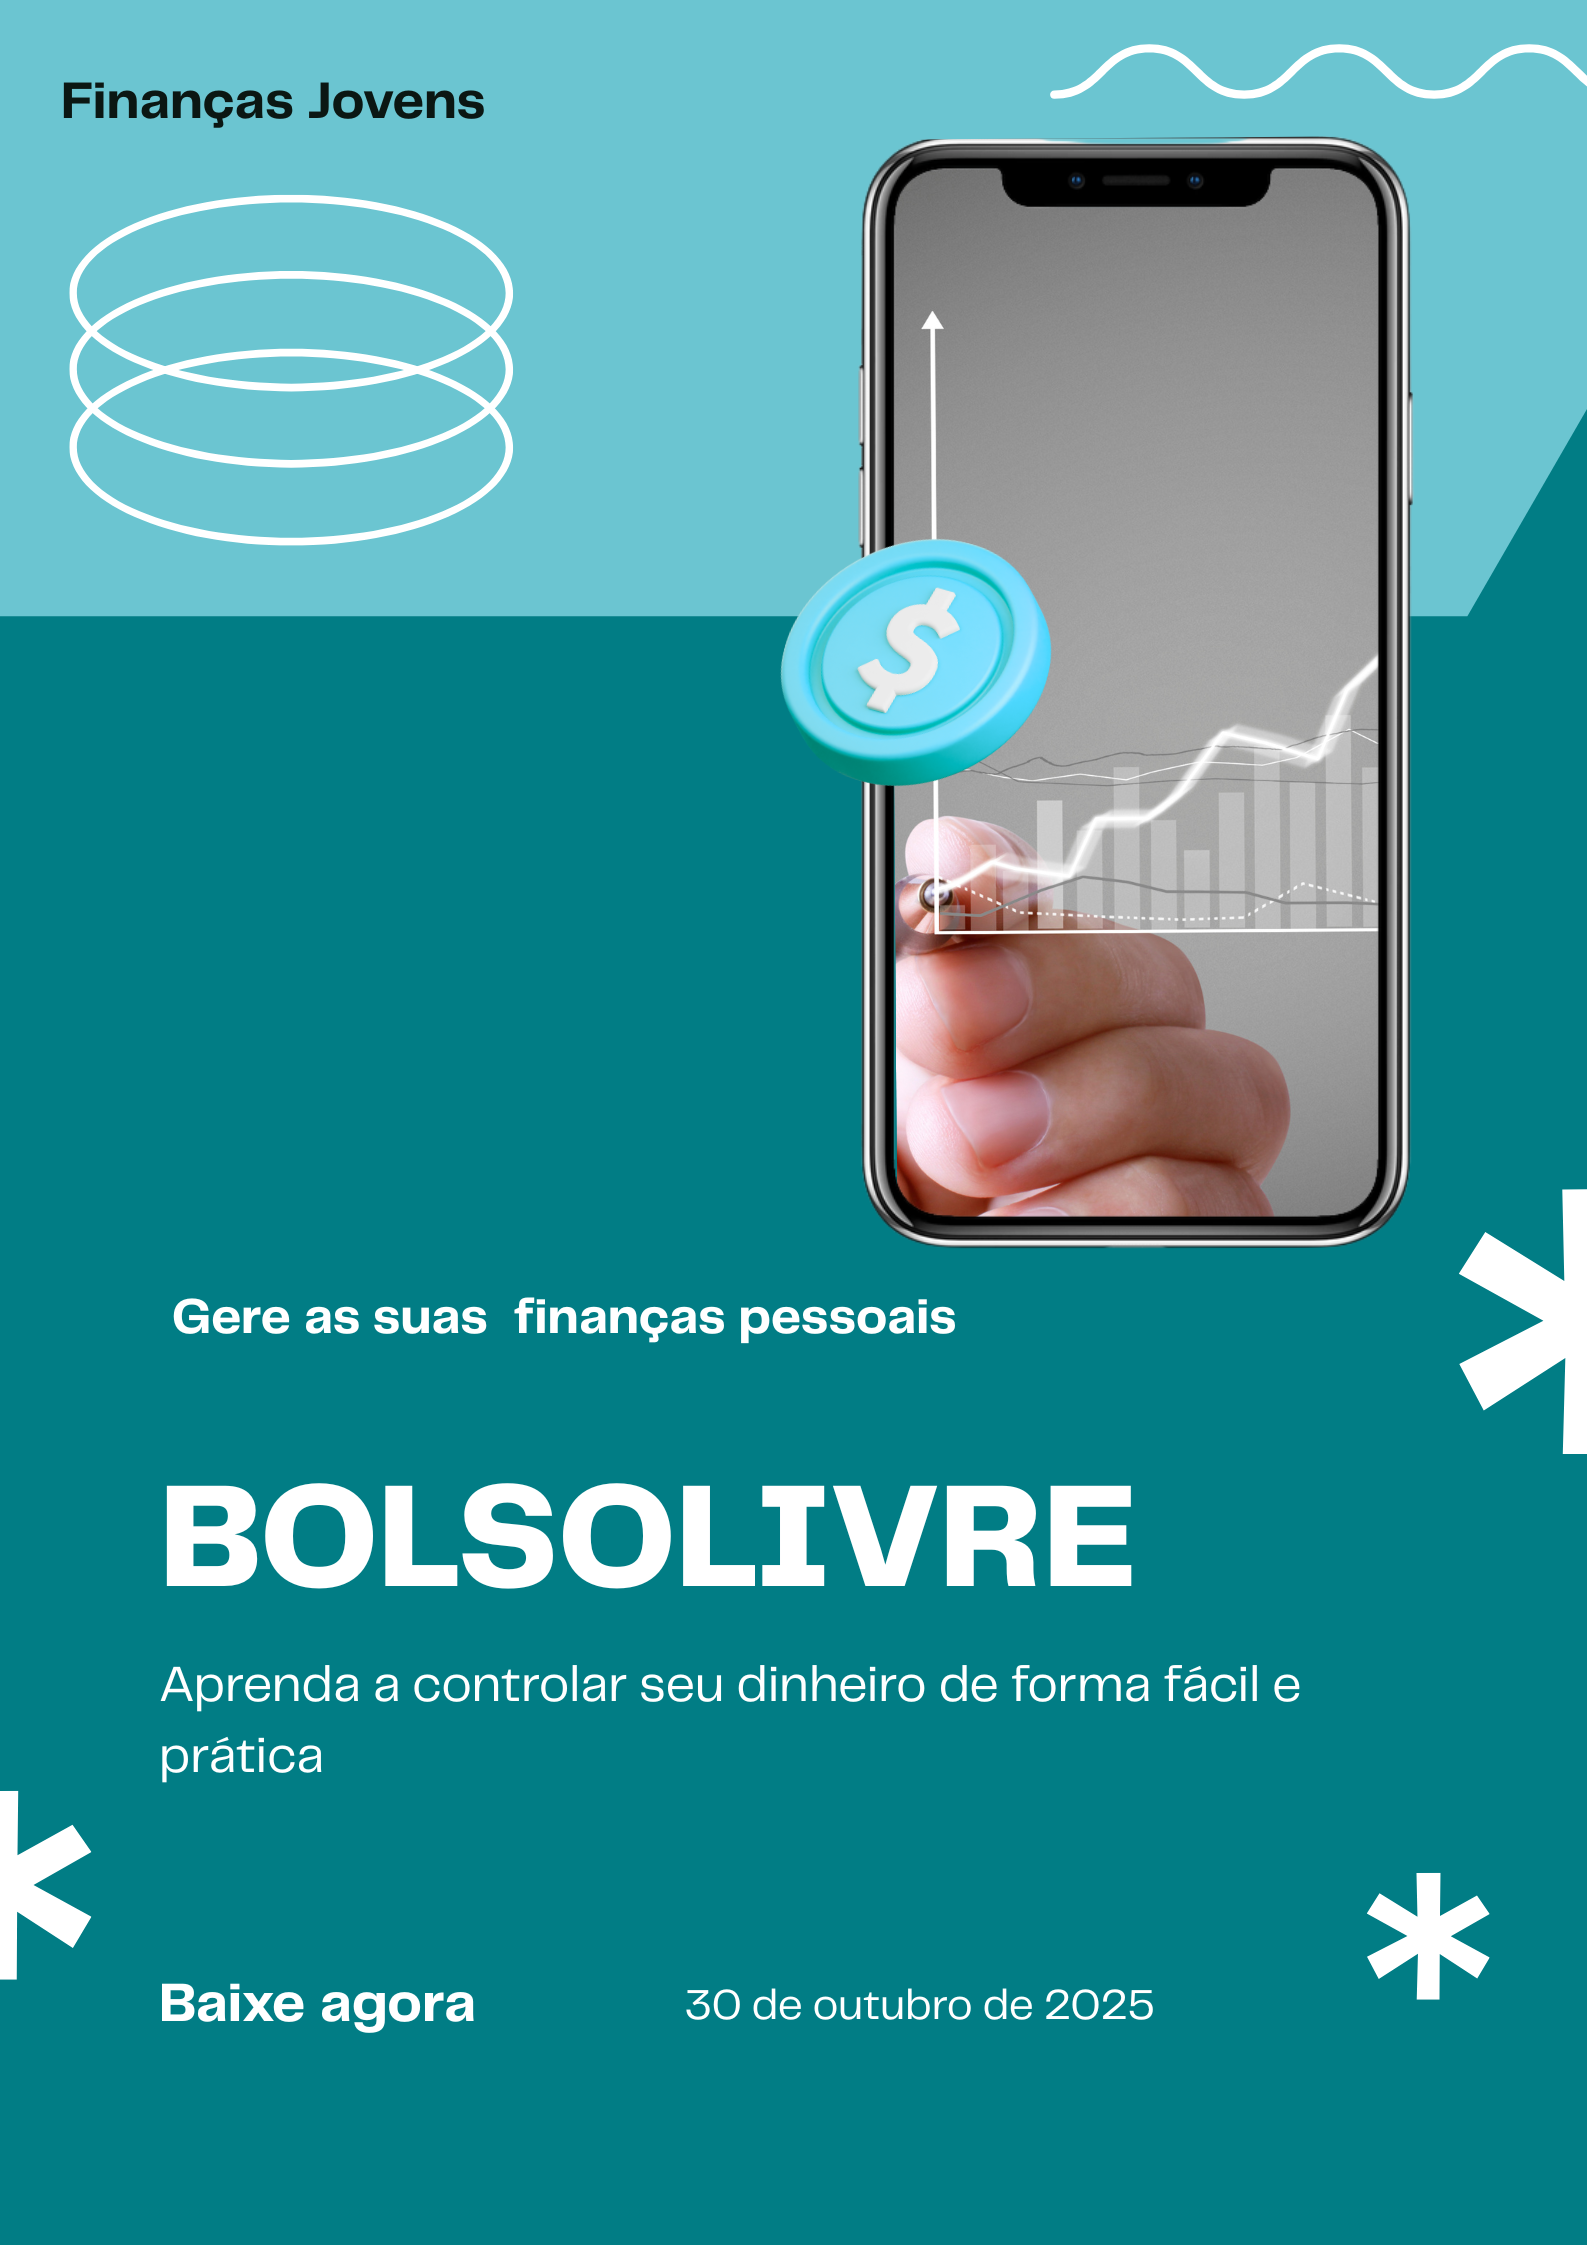 Finanças Jovens
$
Gere as suas  finanças pessoais
BOLSOLIVRE
Aprenda a controlar seu dinheiro de forma fácil e
prática
Baixe agora
30 de outubro de 2025